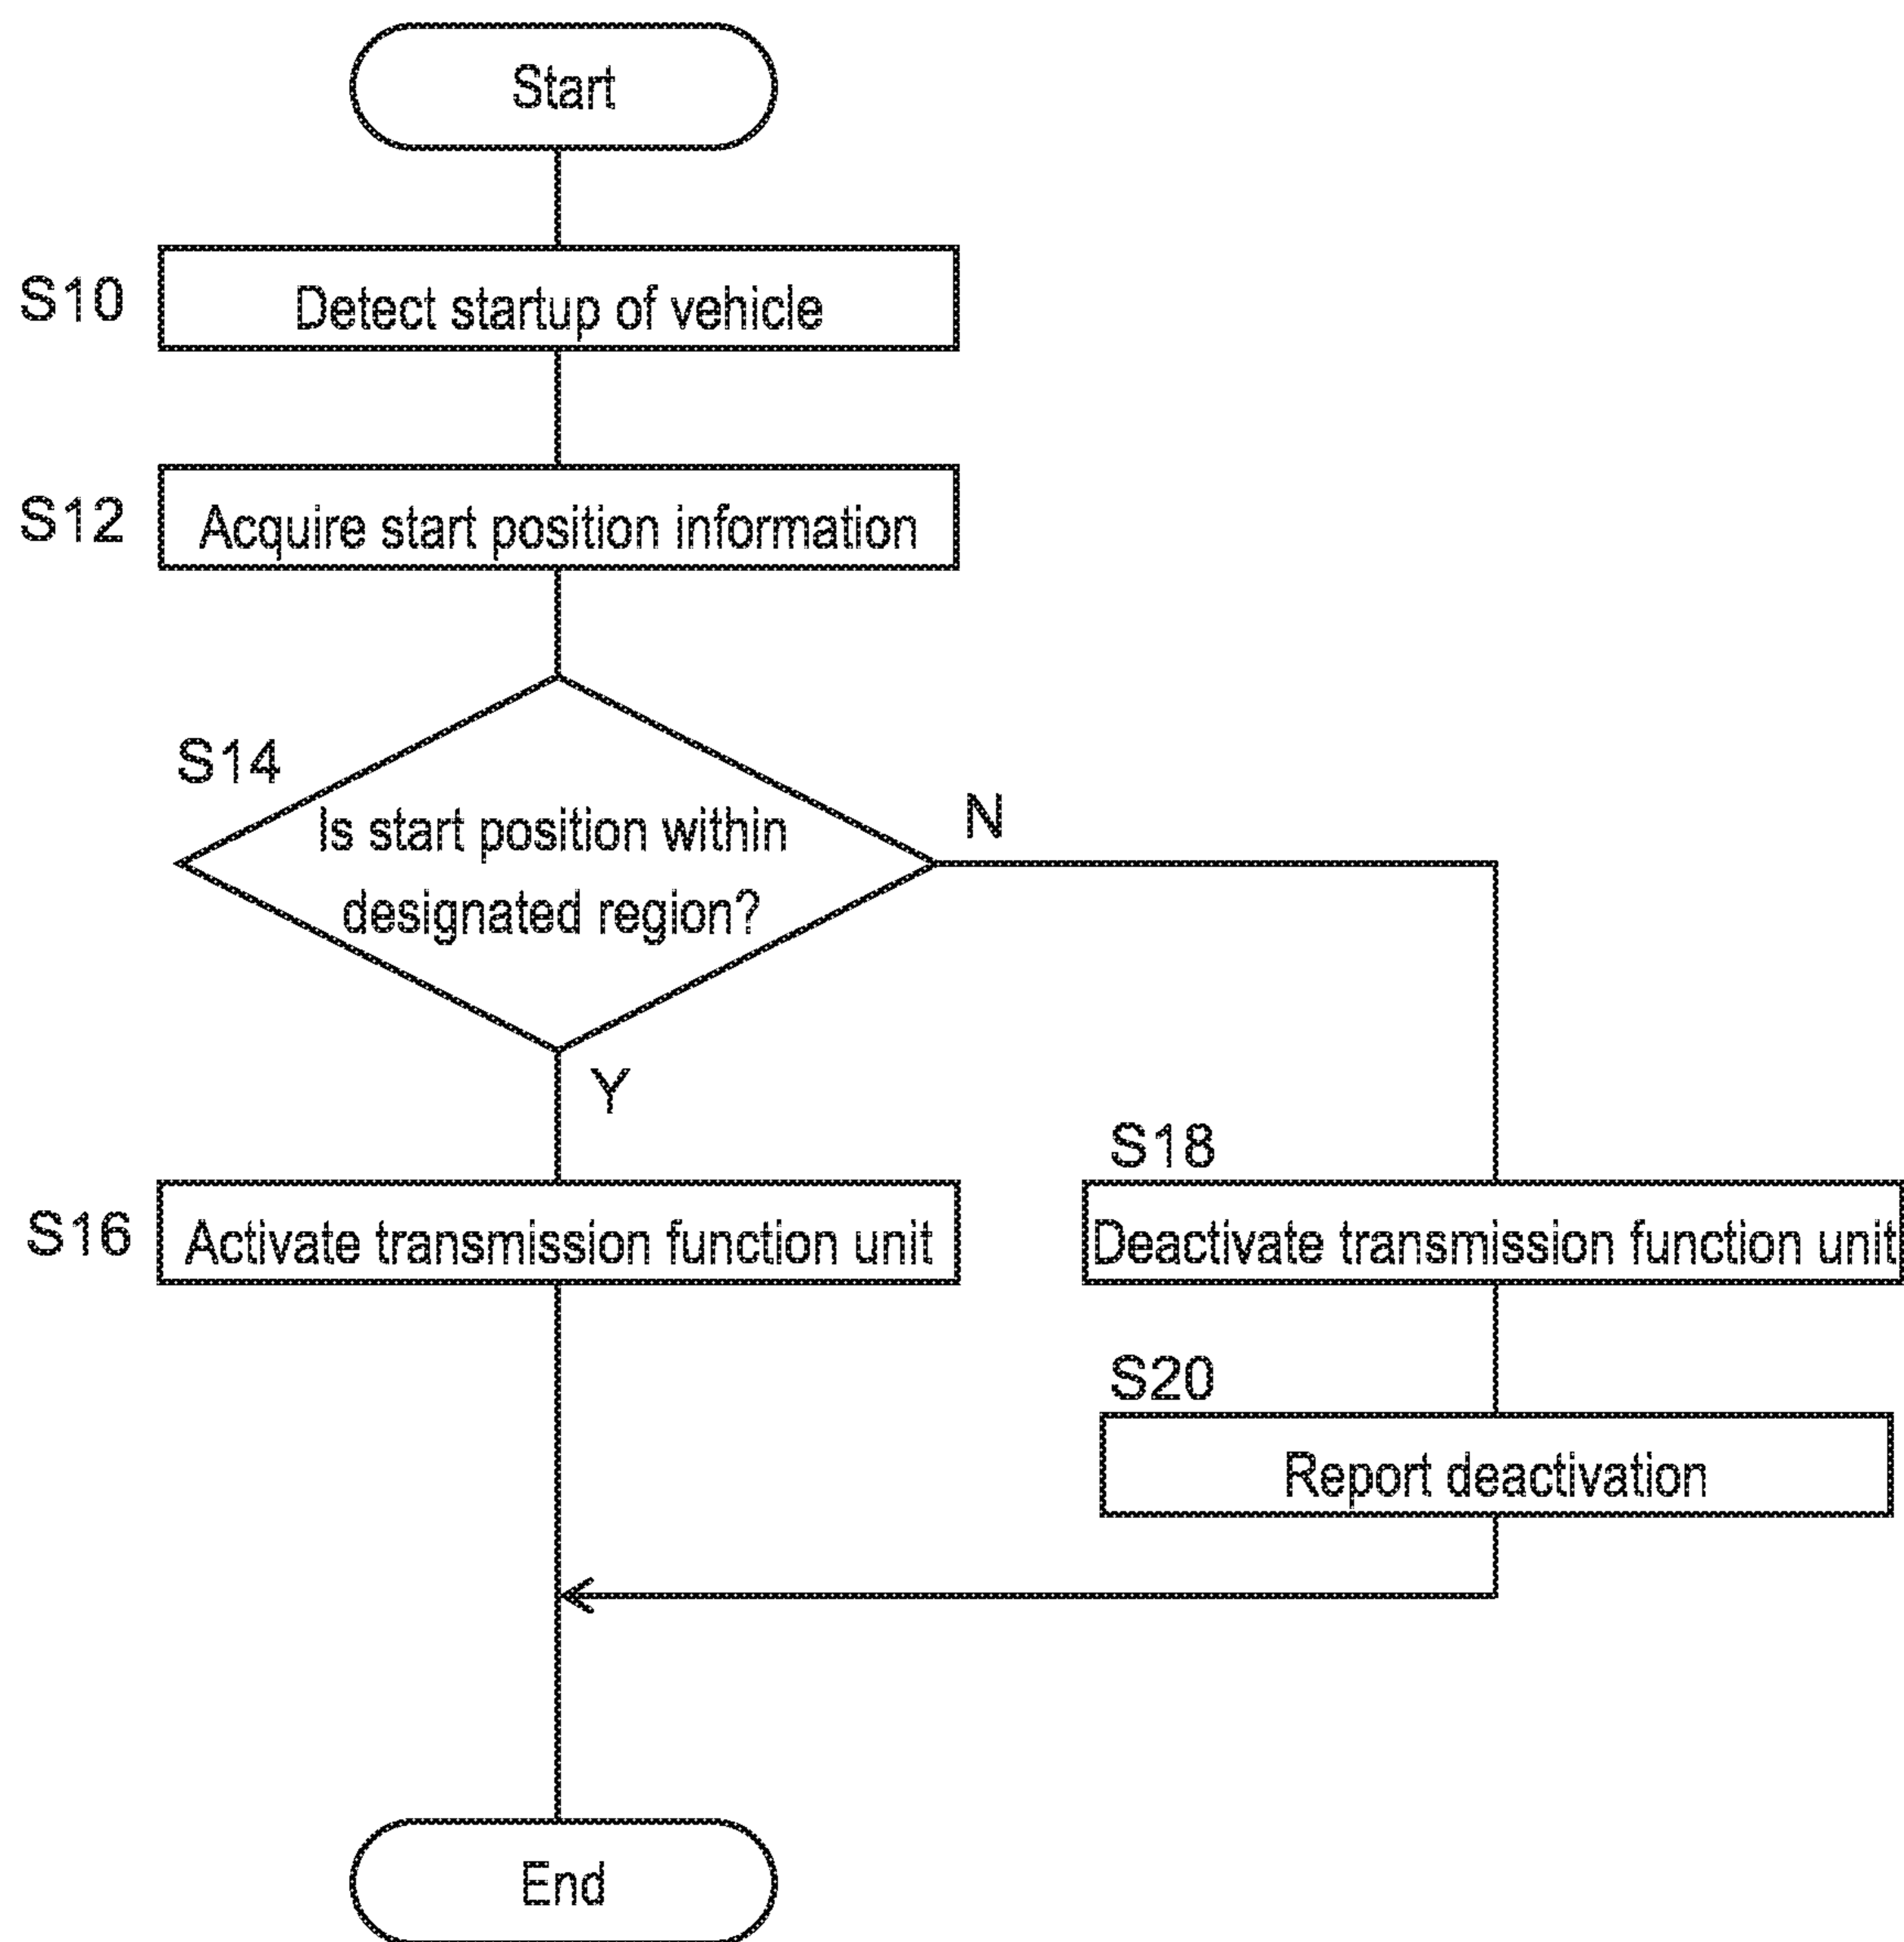 Start
S10
Detect startup of vehicle
S12
Acquire start position information
S14
Is start position within
designated region?
N
Y
S16
Activate transmission function unit
S18
Deactivate transmission function unit
S20
Report deactivation
End